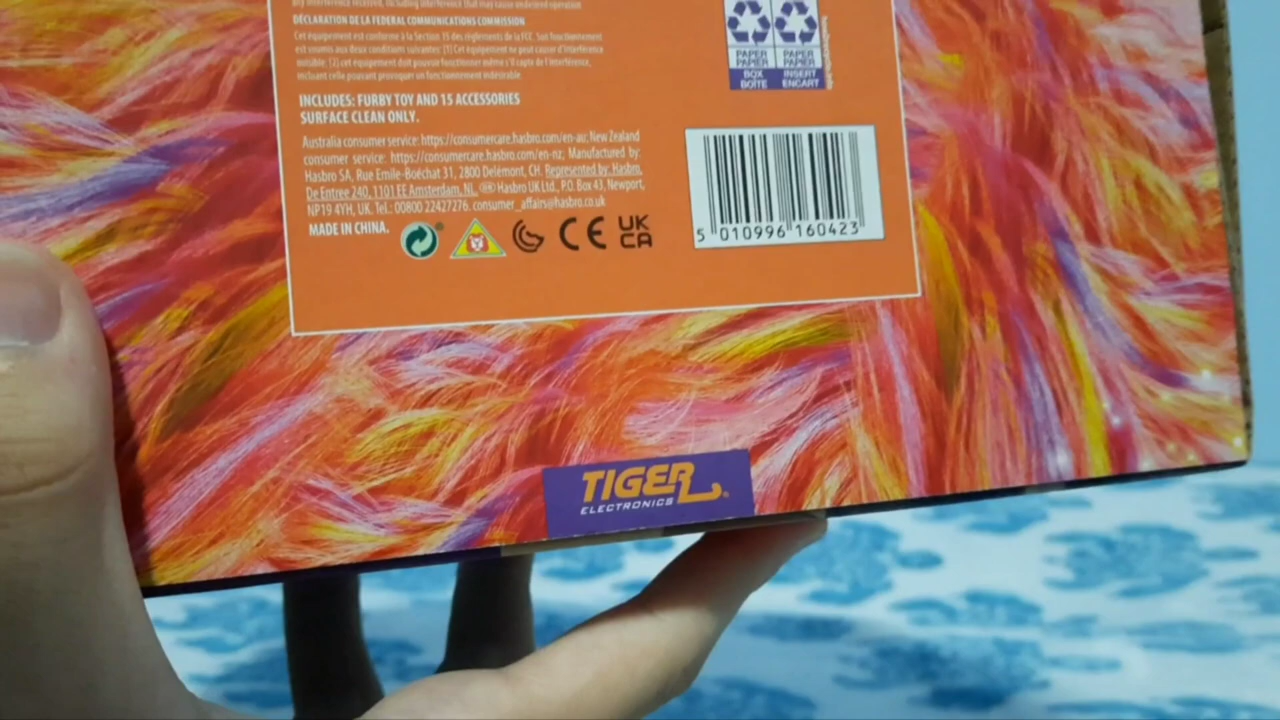 any interference received, including interference that may cause undesired operation
DÉCLARATION DE LA FEDERAL COMMUNICATIONS COMMISSION
Cet équipement est conforme à la Section 15 des règlements de la FCC. Son fonctionnement
est soumis aux deux conditions suivantes: (1) Cet équipement ne peut causer d'interférence
nuisible, (2) cet équipement doit pouvoir fonctionner même s'il capte de l'interférence,
incluant celle pouvant provoquer un fonctionnement indésirable
INCLUDES: FURBY TOY AND 15 ACCESSORIES
SURFACE CLEAN ONLY.
Australia consumer service: https://consumercare.hasbro.com/en-au; New Zealand
consumer service: https://consumercare.hasbro.com/en-nz; Manufactured by:
Hasbro SA, Rue Emile-Boéchat 31, 2800 Delémont, CH. Represented by: Hasbro,
De Entree 240, 1101 EE Amsterdam, NL. Hasbro UK Ltd., P.O. Box 43, Newport,
NP19 4YH, UK. Tel.: 00800 22427276. consumer_affairs@hasbro.co.uk
MADE IN CHINA.
CE
UK
CA
PAPER PAPER
PAPIER PAPIER
BOX INSERT
BOÎTE ENCART
5 010996 160423
TIGER
ELECTRONICS